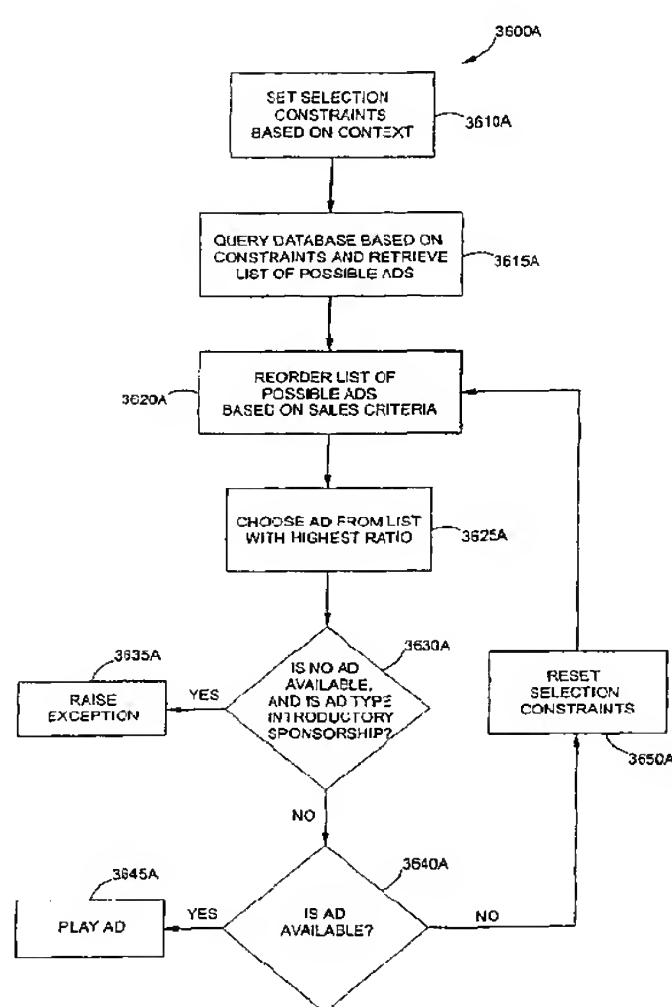 3600A
SET SELECTION
CONSTRAINTS
BASED ON CONTEXT
3610A
QUERY DATABASE BASED ON
CONSTRAINTS AND RETRIEVE
LIST OF POSSIBLE ADS
3615A
REORDER LIST OF
POSSIBLE ADS
BASED ON SALES CRITERIA
3620A
CHOOSE AD FROM LIST
WITH HIGHEST RATIO
3625A
3630A
IS NO AD
AVAILABLE,
AND IS AD TYPE
INTRODUCTORY
SPONSORSHIP?
3635A
RAISE
EXCEPTION
YES
RESET
SELECTION
CONSTRAINTS
3650A
NO
3640A
IS AD
AVAILABLE?
3645A
PLAY AD
YES
NO